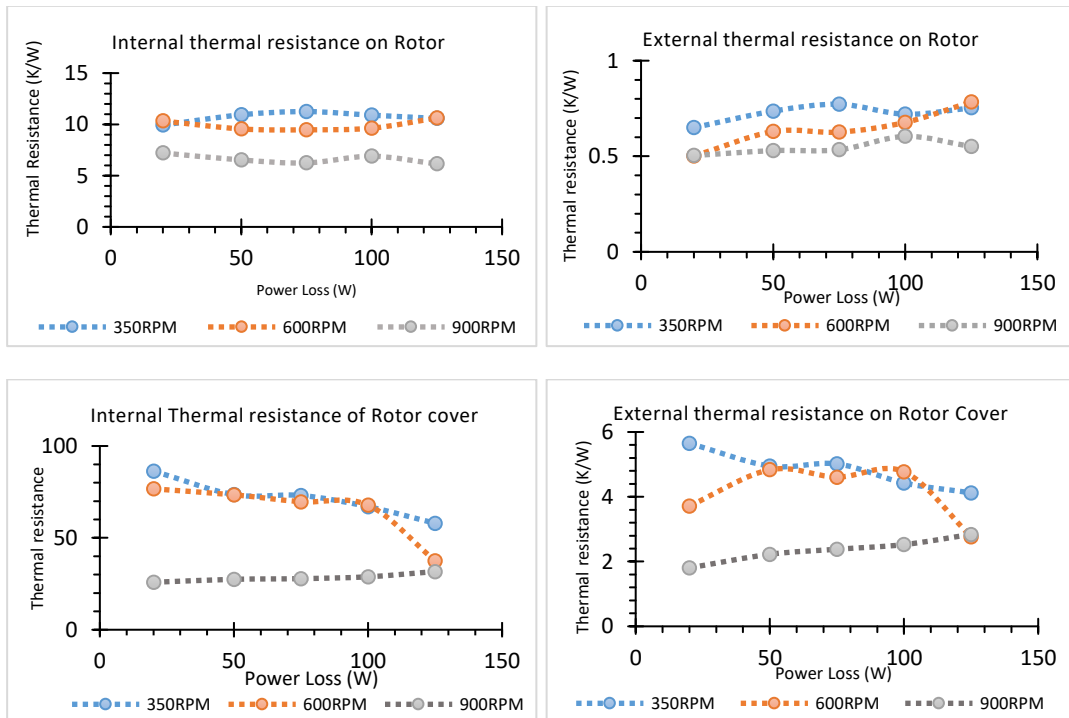 Internal thermal resistance on Rotor
Thermal Resistance (K/W)
15
10
5
0
0 50 100 150
Power Loss (W)
350RPM 600RPM 900RPM
External thermal resistance on Rotor
Thermal resistance (K/W)
1
0.5
0
0 50 100 150
Power Loss (W)
350RPM 600RPM 900RPM
Internal Thermal resistance of Rotor cover
Thermal resistance
100
50
0
0 50 100 150
Power Loss (W)
350RPM 600RPM 900RPM
External thermal resistance on Rotor Cover
Thermal resistance (K/W)
6
4
2
0
0 50 100 150
Power Loss (W)
350RPM 600RPM 900RPM